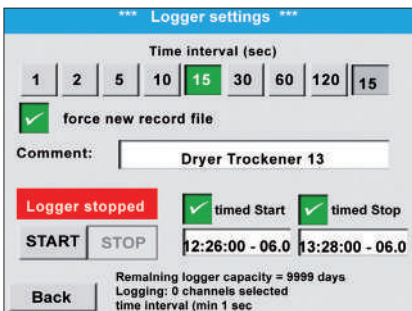 *** Logger settings ***
Time interval (sec)
1 2 5 10 15 30 60 120 15
force new record file
Comment: Dryer Trockener 13
Logger stopped timed Start timed Stop
START STOP 12:26:00 - 06.0 13:28:00 - 06.0
Remaining logger capacity = 9999 days
Back Logging: 0 channels selected
time interval (min 1 sec